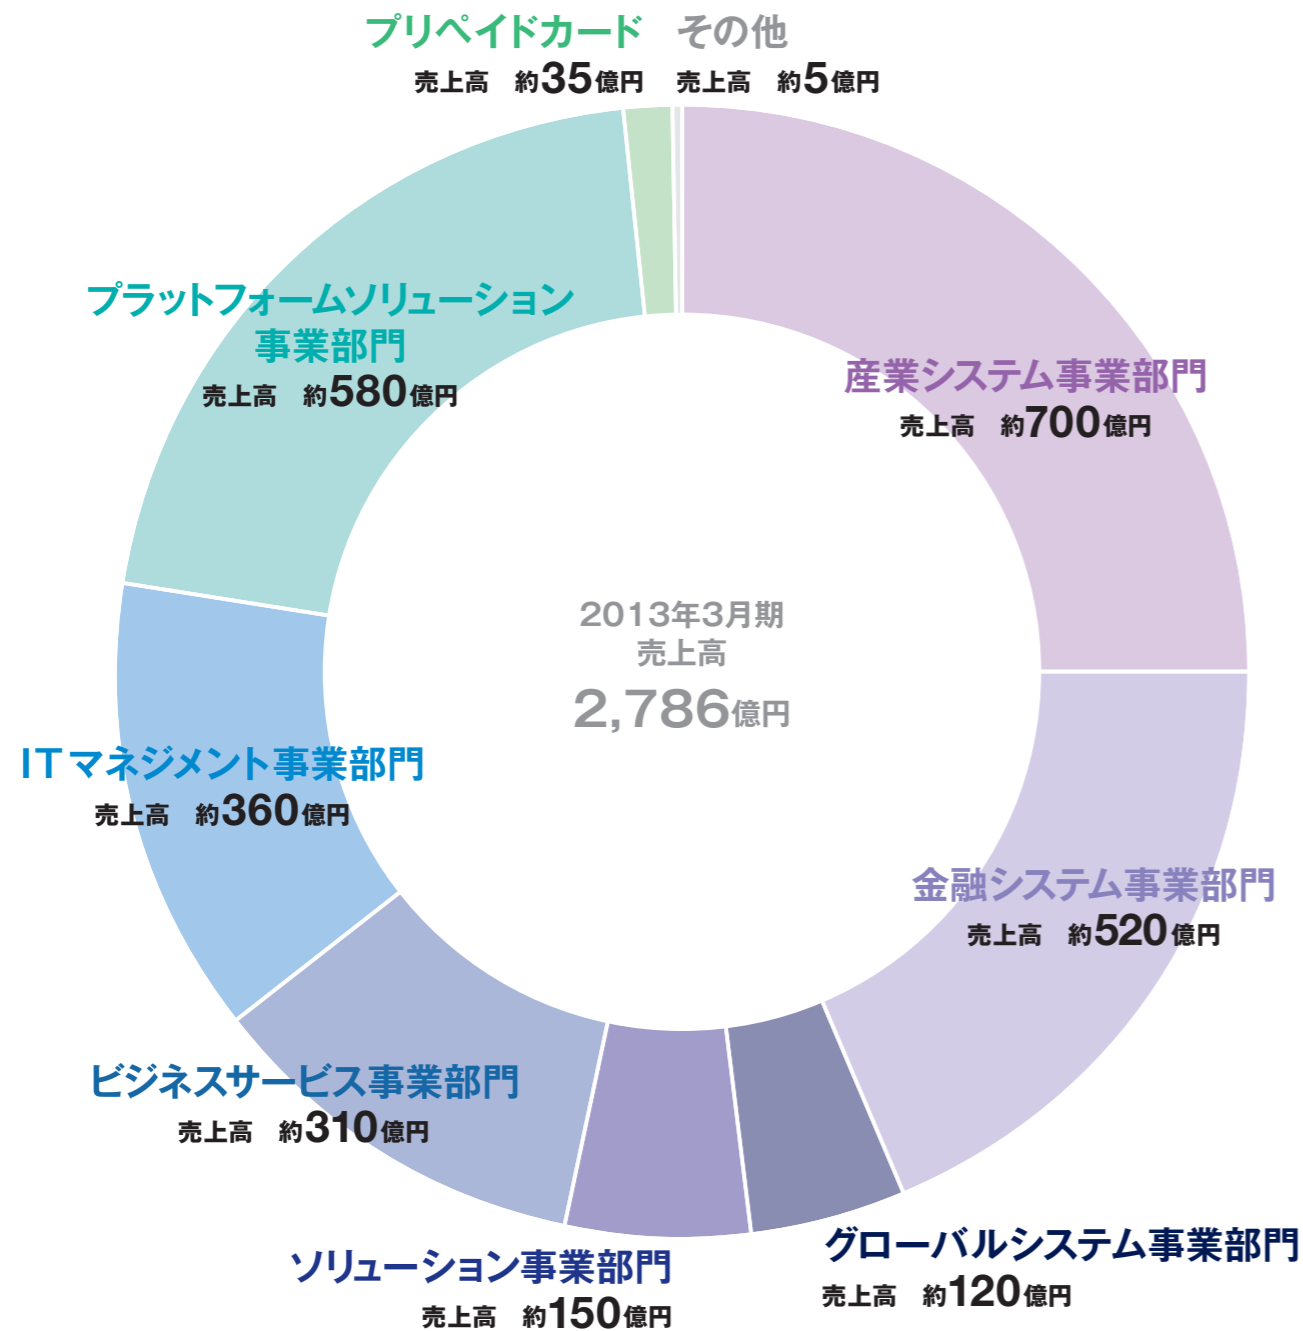 プリペイドカード
売上高 約35億円
その他
売上高 約5億円
プラットフォームソリューション
事業部門
売上高 約580億円
産業システム事業部門
売上高 約700億円
2013年3月期
売上高
2,786億円
ITマネジメント事業部門
売上高 約360億円
金融システム事業部門
売上高 約520億円
ビジネスサービス事業部門
売上高 約310億円
グローバルシステム事業部門
売上高 約120億円
ソリューション事業部門
売上高 約150億円